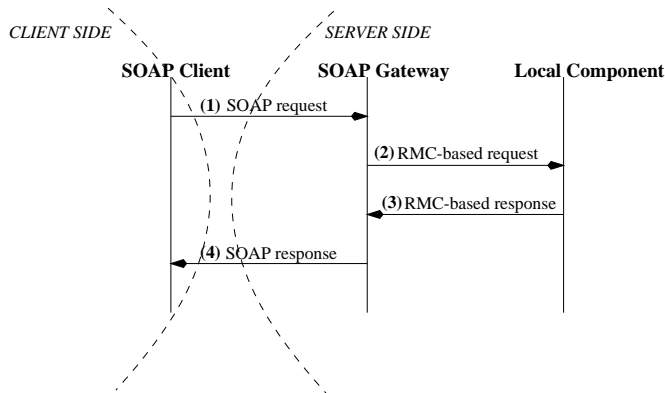 CLIENT SIDE
SERVER SIDE
SOAP Client
SOAP Gateway
Local Component
(1) SOAP request
(2) RMC-based request
(3) RMC-based response
(4) SOAP response